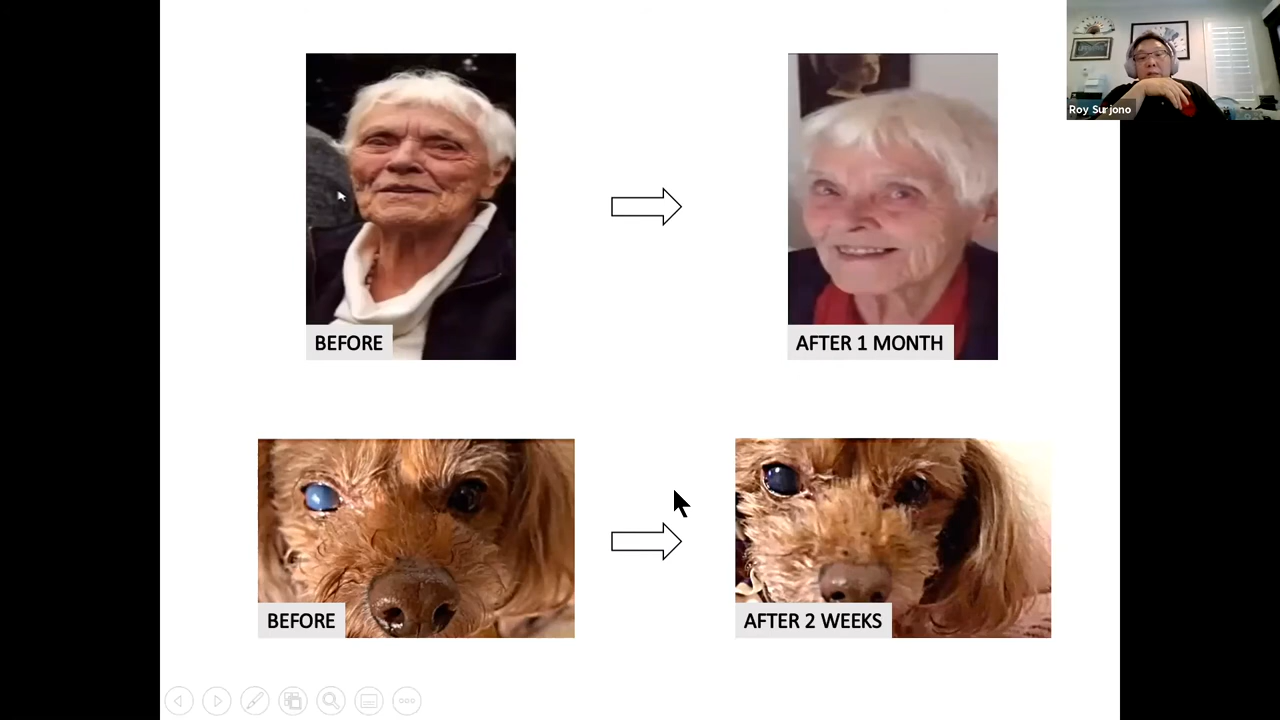 Roy Surjono
BEFORE
AFTER 1 MONTH
BEFORE
AFTER 2 WEEKS